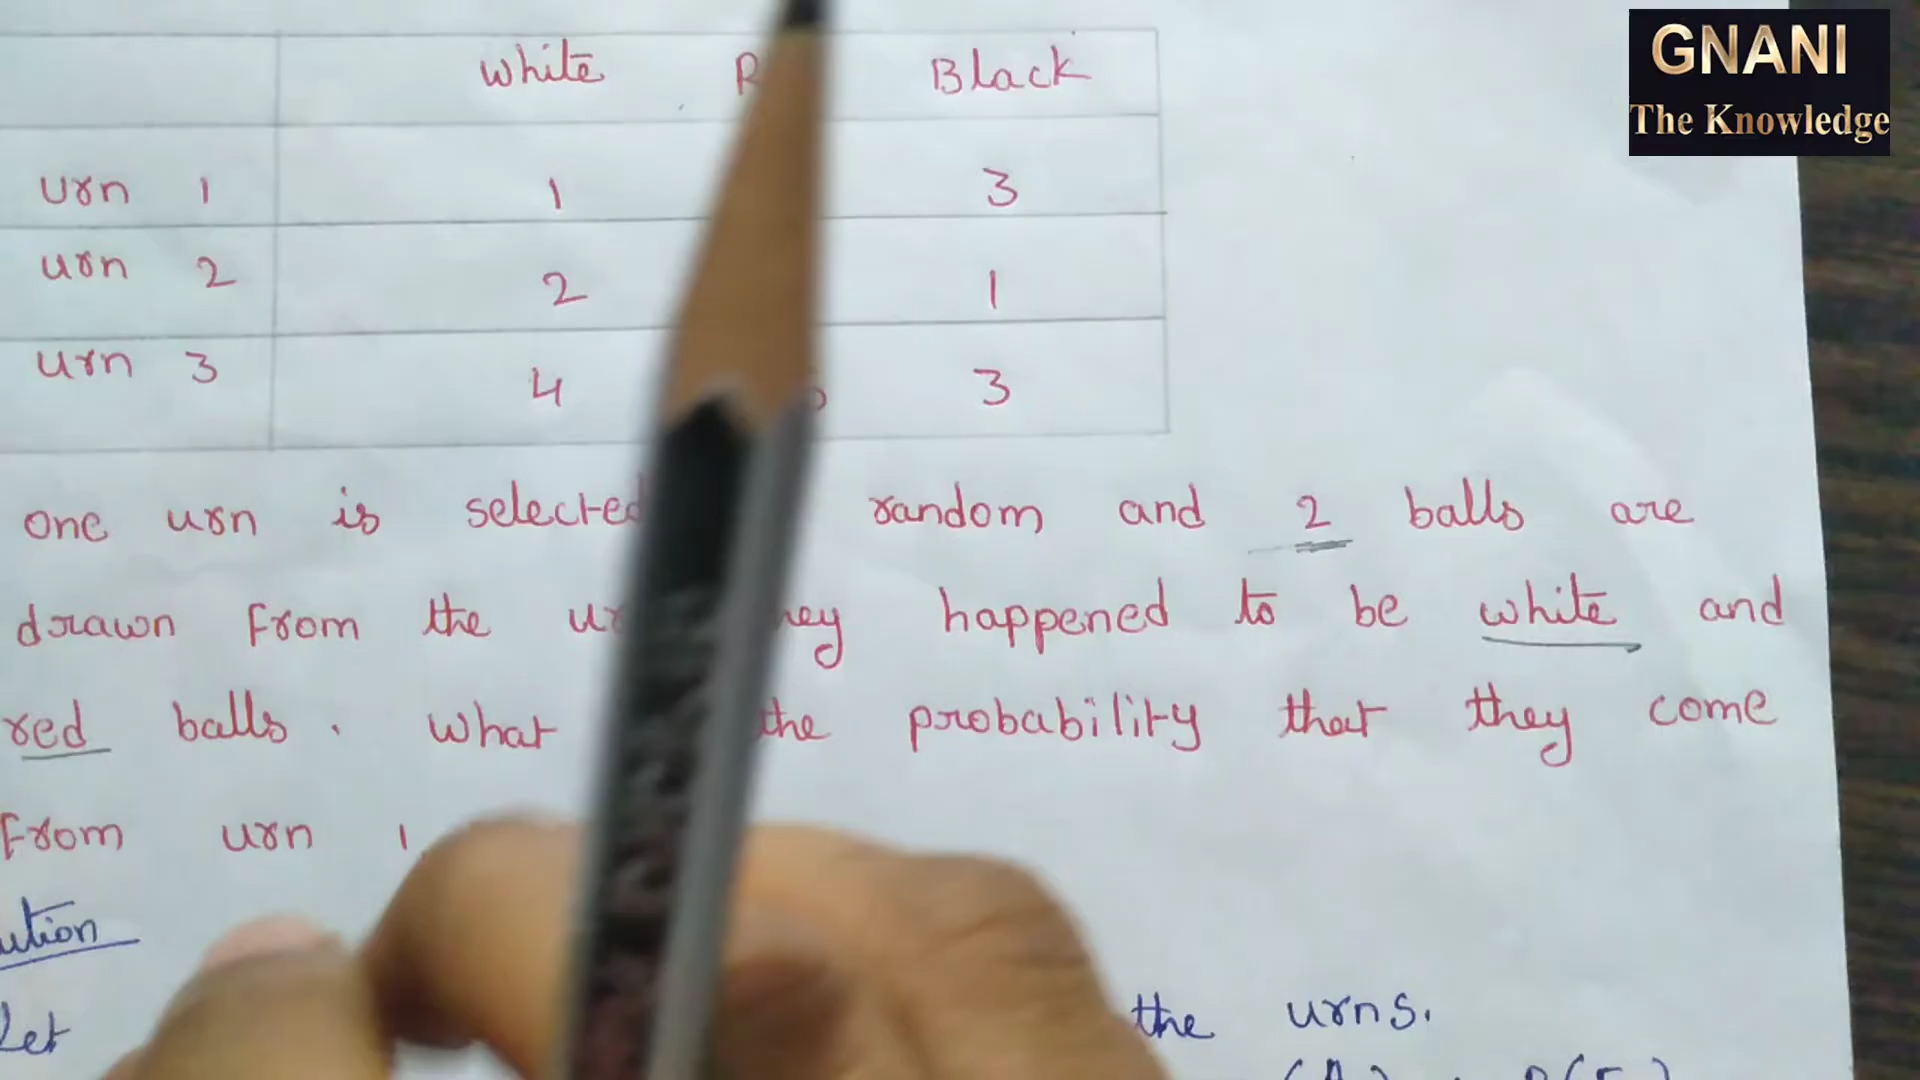 GNANI
The Knowledge
white Black
urn 1 1 3
urn 2 2 1
urn 3 4 3
one urn is selected random and 2 balls are
drawn from the happened to be white and
red balls. what the probability that they come
from urn 1
Let the urns.